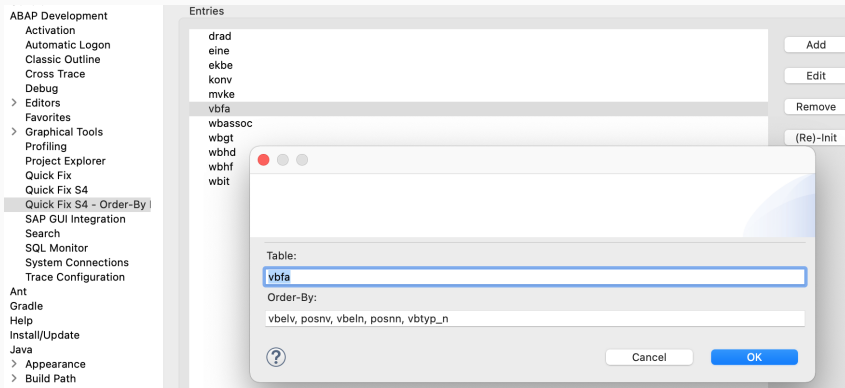 ABAP Development
Activation
Automatic Logon
Classic Outline
Cross Trace
Debug
Editors
Favorites
Graphical Tools
Profiling
Project Explorer
Quick Fix
Quick Fix S4
Quick Fix S4 - Order-By
SAP GUI Integration
Search
SQL Monitor
System Connections
Trace Configuration
Ant
Gradle
Help
Install/Update
Java
Appearance
Build Path
Entries
drad
eine
ekbe
konv
mvke
vbfa
wbassoc
wbgt
wbhd
wbhf
wbit
Add
Edit
Remove
(Re)-Init
Table:
vbfa
Order-By:
vbelv, posnv, vbeln, posnn, vbtyp_n
?
Cancel
OK